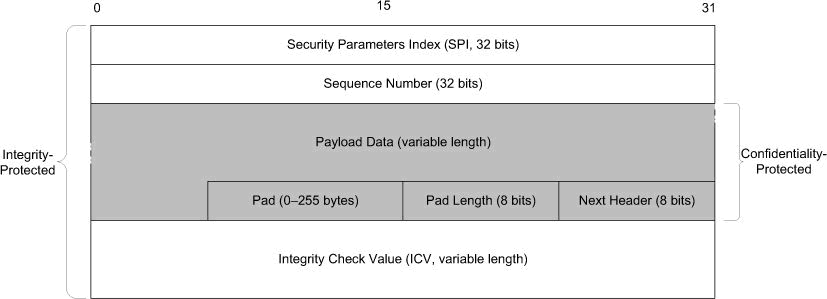 0 15 31
Security Parameters Index (SPI, 32 bits)
Sequence Number (32 bits)
Payload Data (variable length)
Integrity-
Protected
Confidentiality-
Protected
Pad (0–255 bytes) Pad Length (8 bits) Next Header (8 bits)
Integrity Check Value (ICV, variable length)